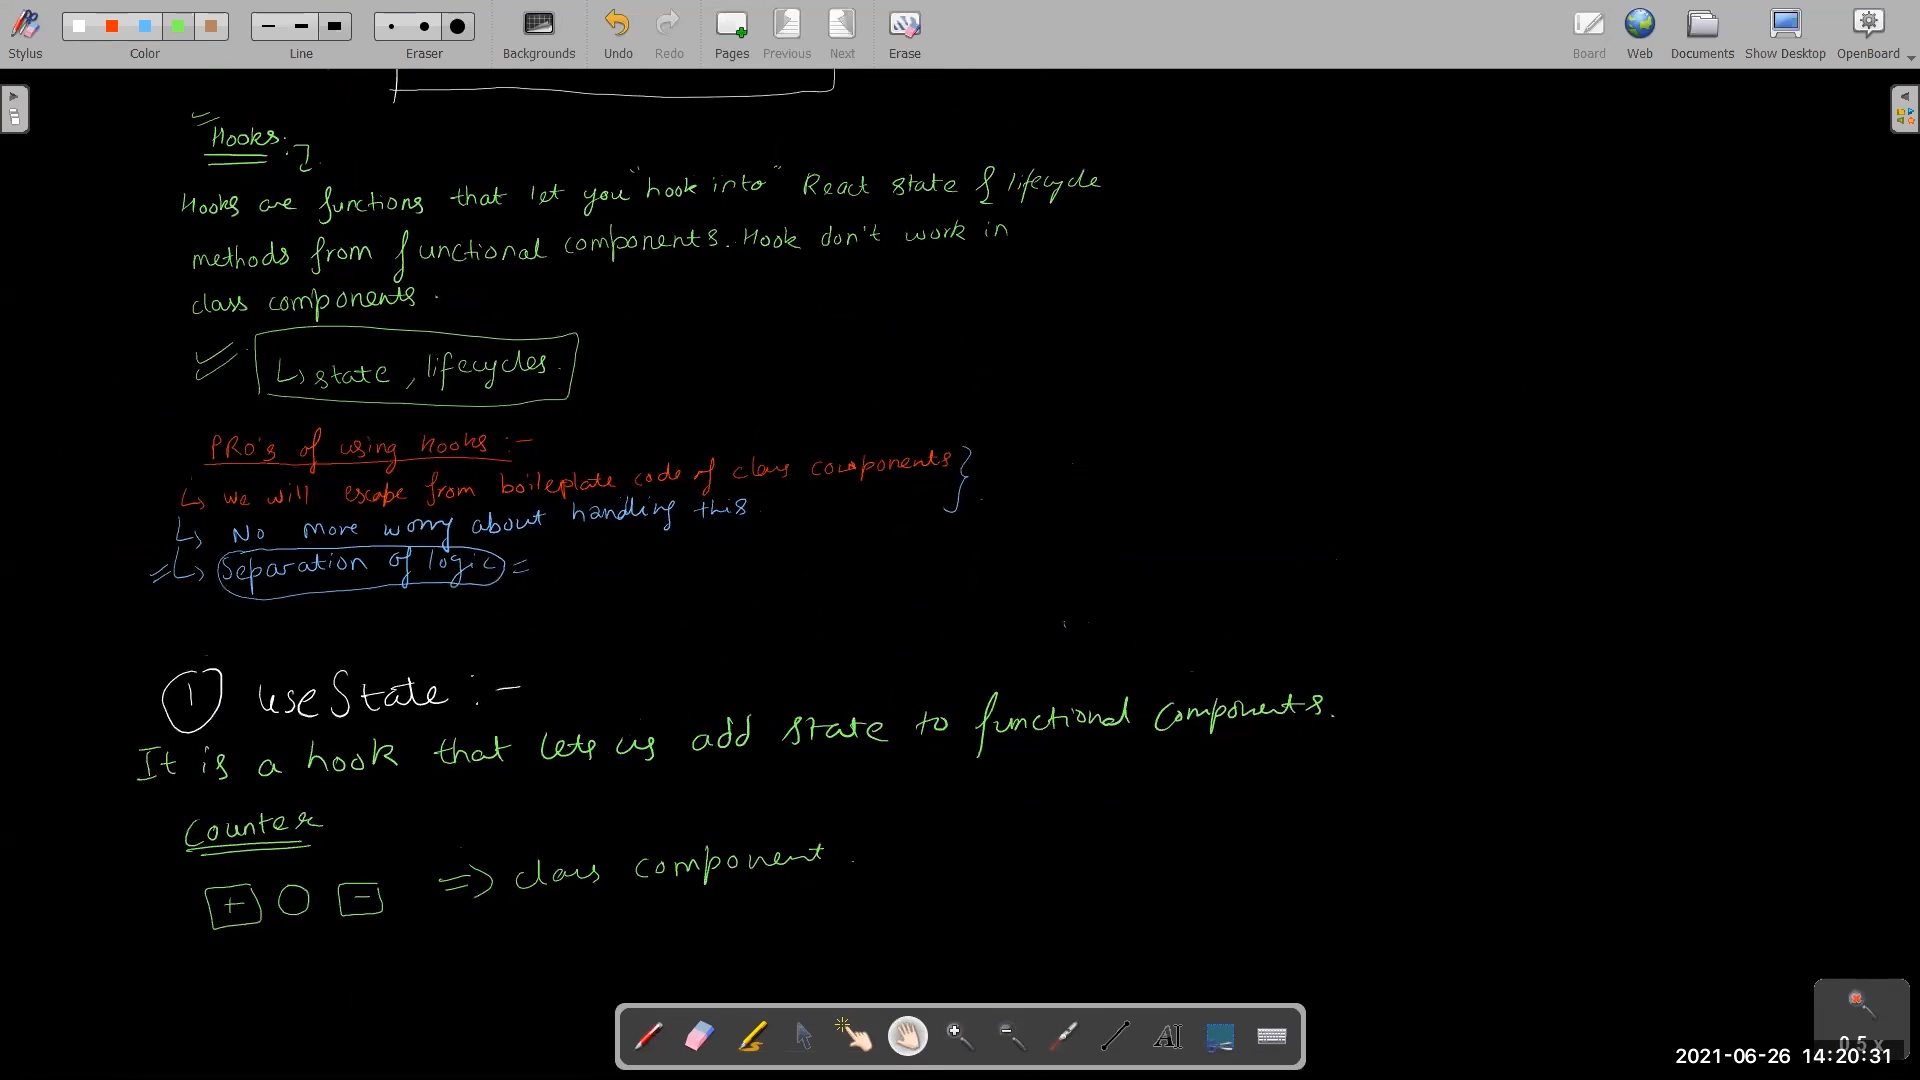 Stylus Color Line Eraser Backgrounds Undo Redo Pages Previous Next Erase Board Web Documents Show Desktop OpenBoard
Hooks:
Hooks are functions that let you "hook into" React state & lifecycle
methods from functional components. Hook don't work in
class components.
↳ state, lifecycles.
PRO's of using Hooks :-
↳ we will escape from boileplate code of class components
↳ No more worry about handling this
↳ Separation of logic =
1 useState :-
It is a hook that lets us add state to functional components.
Counter
+ ○ - => class component.
0.5 x
2021-06-26 14:20:31